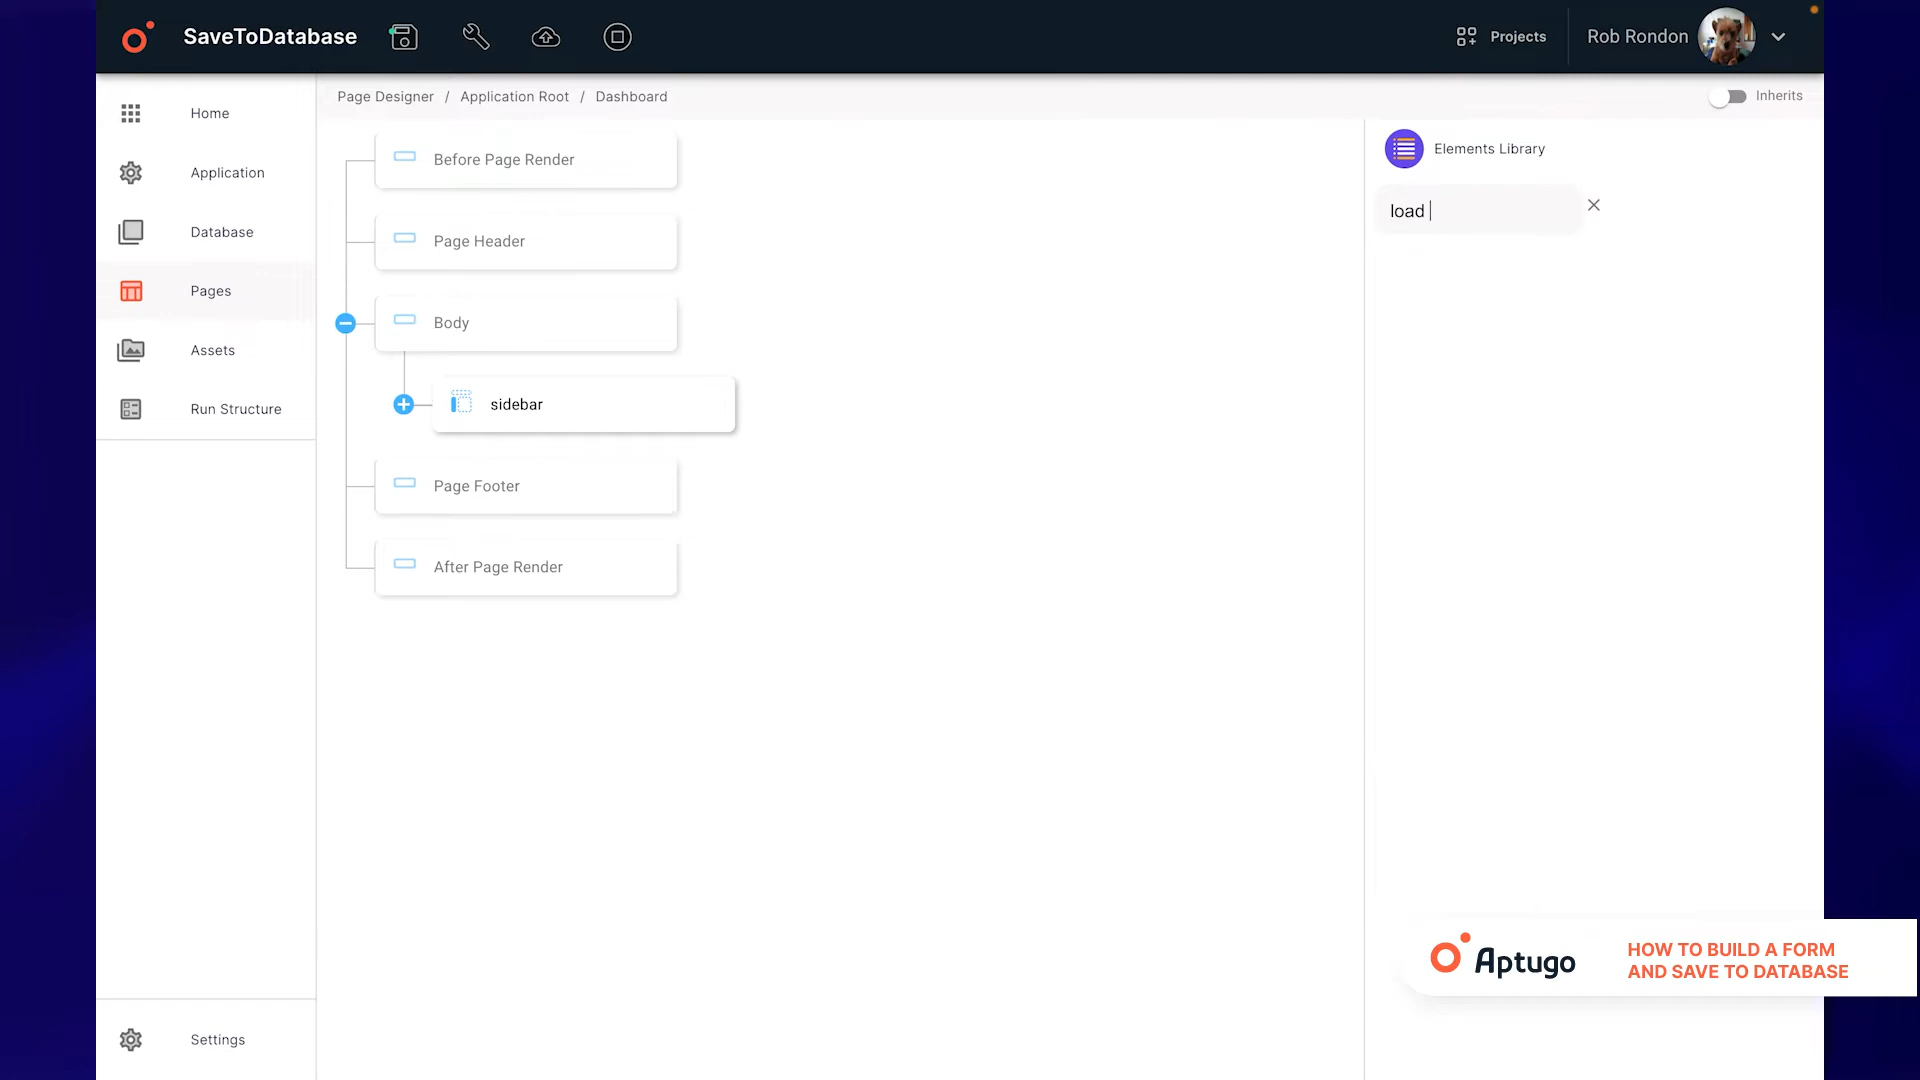 SaveToDatabase
Projects
Rob Rondon
Home
Application
Database
Pages
Assets
Run Structure
Settings
Page Designer / Application Root / Dashboard
Inherits
Before Page Render
Page Header
Body
sidebar
Page Footer
After Page Render
Elements Library
load
Aptugo
HOW TO BUILD A FORM
AND SAVE TO DATABASE